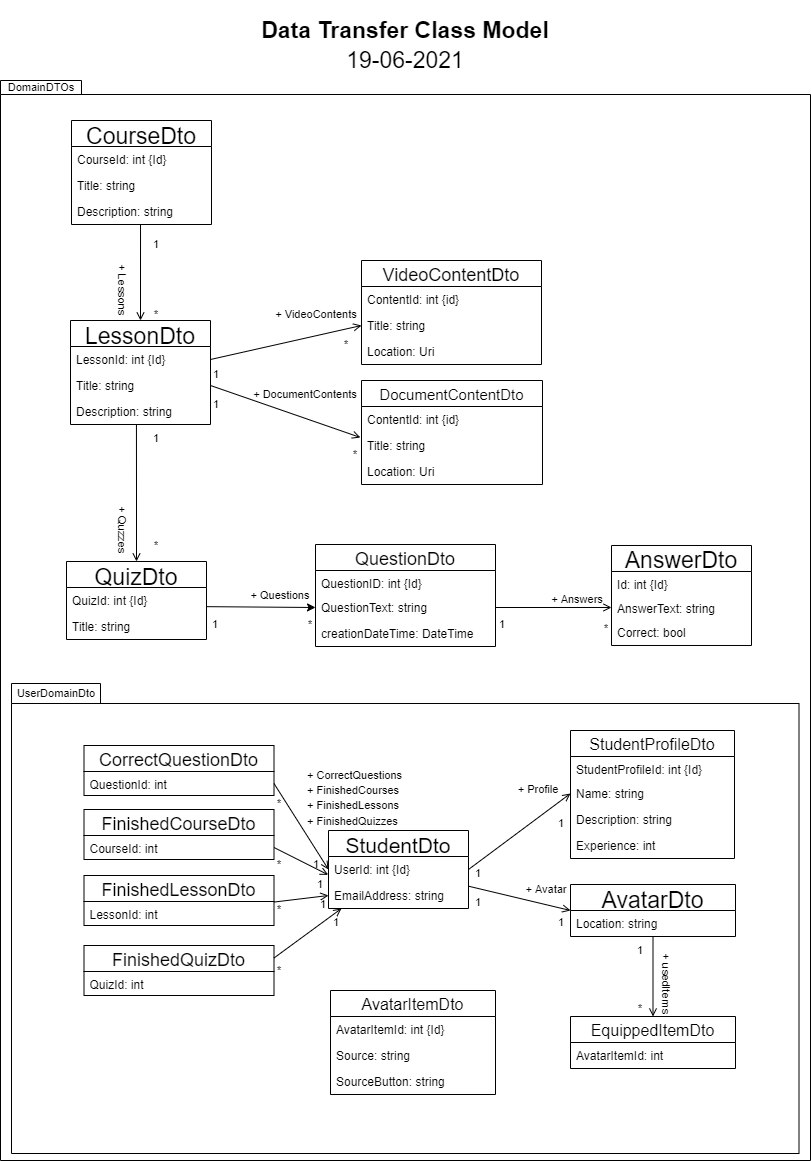 Data Transfer Class Model
19-06-2021
DomainDTOs
CourseDto
CourseId: int {Id}
Title: string
Description: string
1
+ Lessons
*
LessonDto
LessonId: int {Id}
Title: string
Description: string
1
1
1
+ VideoContents
*
VideoContentDto
ContentId: int {id}
Title: string
Location: Uri
+ DocumentContents
*
DocumentContentDto
ContentId: int {id}
Title: string
Location: Uri
+ Quzzes
*
QuizDto
QuizId: int {Id}
Title: string
1
+ Questions
*
QuestionDto
QuestionID: int {Id}
QuestionText: string
creationDateTime: DateTime
1
+ Answers
*
AnswerDto
Id: int {Id}
AnswerText: string
Correct: bool
UserDomainDto
CorrectQuestionDto
QuestionId: int
*
FinishedCourseDto
CourseId: int
*
FinishedLessonDto
LessonId: int
*
FinishedQuizDto
QuizId: int
*
+ CorrectQuestions
+ FinishedCourses
+ FinishedLessons
+ FinishedQuizzes
1
1
1
1
StudentDto
UserId: int {Id}
EmailAddress: string
1
1
+ Profile
1
StudentProfileDto
StudentProfileId: int {Id}
Name: string
Description: string
Experience: int
+ Avatar
1
AvatarDto
Location: string
1
+ usedItems
*
EquippedItemDto
AvatarItemId: int
AvatarItemDto
AvatarItemId: int {Id}
Source: string
SourceButton: string